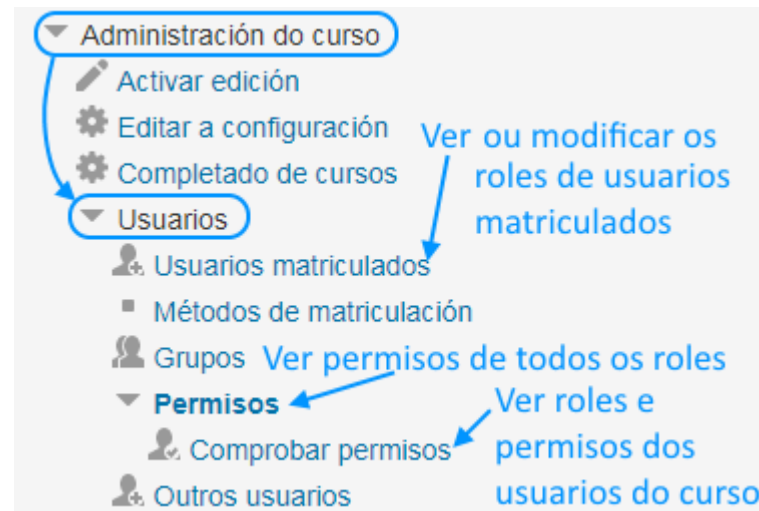 Administración do curso
Activar edición
Editar a configuración
Completado de cursos
Ver ou modificar os
roles de usuarios
matriculados
Usuarios
Usuarios matriculados
Métodos de matriculación
Grupos
Ver permisos de todos os roles
Permisos
Ver roles e
permisos dos
usuarios do curso
Comprobar permisos
Outros usuarios